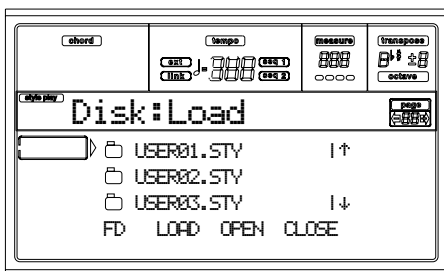 chord tempo measure transpose
ext seq 1
link seq 2
octave
style play page
Disk:Load
USER01.STY
USER02.STY
USER03.STY
FD LOAD OPEN CLOSE